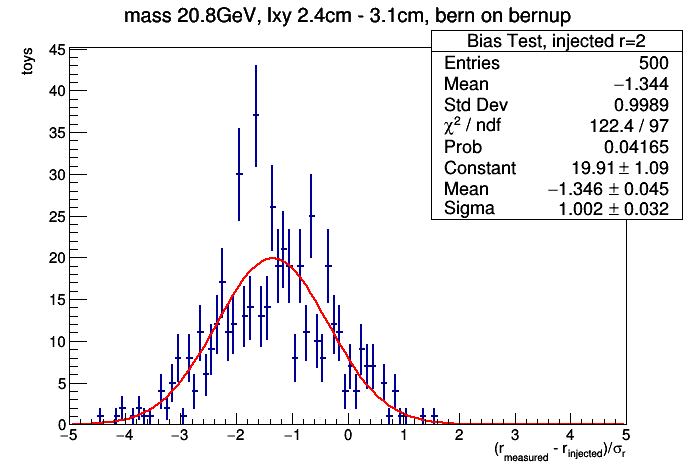 mass 20.8GeV, lxy 2.4cm - 3.1cm, bern on bernup
Bias Test, injected r=2
Entries 500
Mean −1.344
Std Dev 0.9989
χ² / ndf 122.4 / 97
Prob 0.04165
Constant 19.91 ± 1.09
Mean −1.346 ± 0.045
Sigma 1.002 ± 0.032
toys
45
40
35
30
25
20
15
10
5
0
−5 −4 −3 −2 −1 0 1 2 3 4 5
(r_measured - r_injected)/σ_r